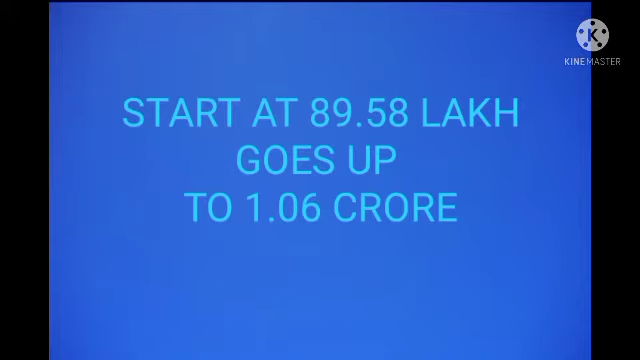 K
KINEMASTER
START AT 89.58 LAKH
GOES UP
TO 1.06 CRORE